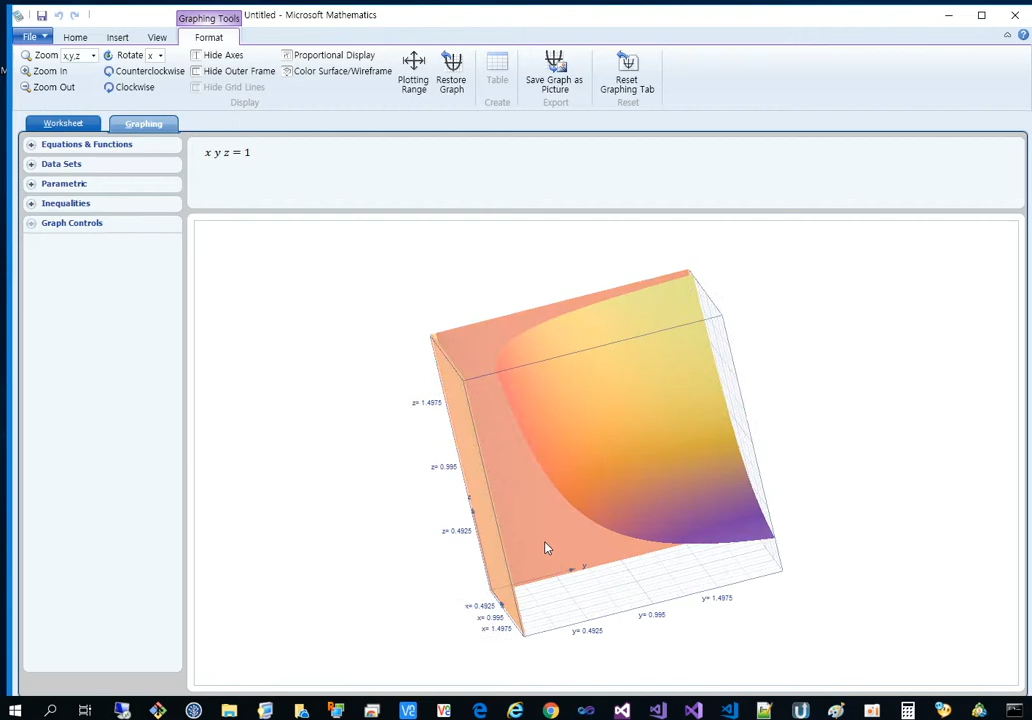 Graphing Tools
Untitled - Microsoft Mathematics
File
Home
Insert
View
Format
Zoom x,y,z
Zoom In
Zoom Out
Rotate x
Counterclockwise
Clockwise
Hide Axes
Hide Outer Frame
Hide Grid Lines
Proportional Display
Color Surface/Wireframe
Display
Plotting
Range
Restore
Graph
Table
Create
Save Graph as
Picture
Export
Reset
Graphing Tab
Reset
Worksheet
Graphing
Equations & Functions
Data Sets
Parametric
Inequalities
Graph Controls
x y z = 1
z= 1.4975
z= 0.995
z
z= 0.4925
y
x= 0.4925
x= 0.995
x= 1.4975
y= 0.4925
y= 0.995
y= 1.4975